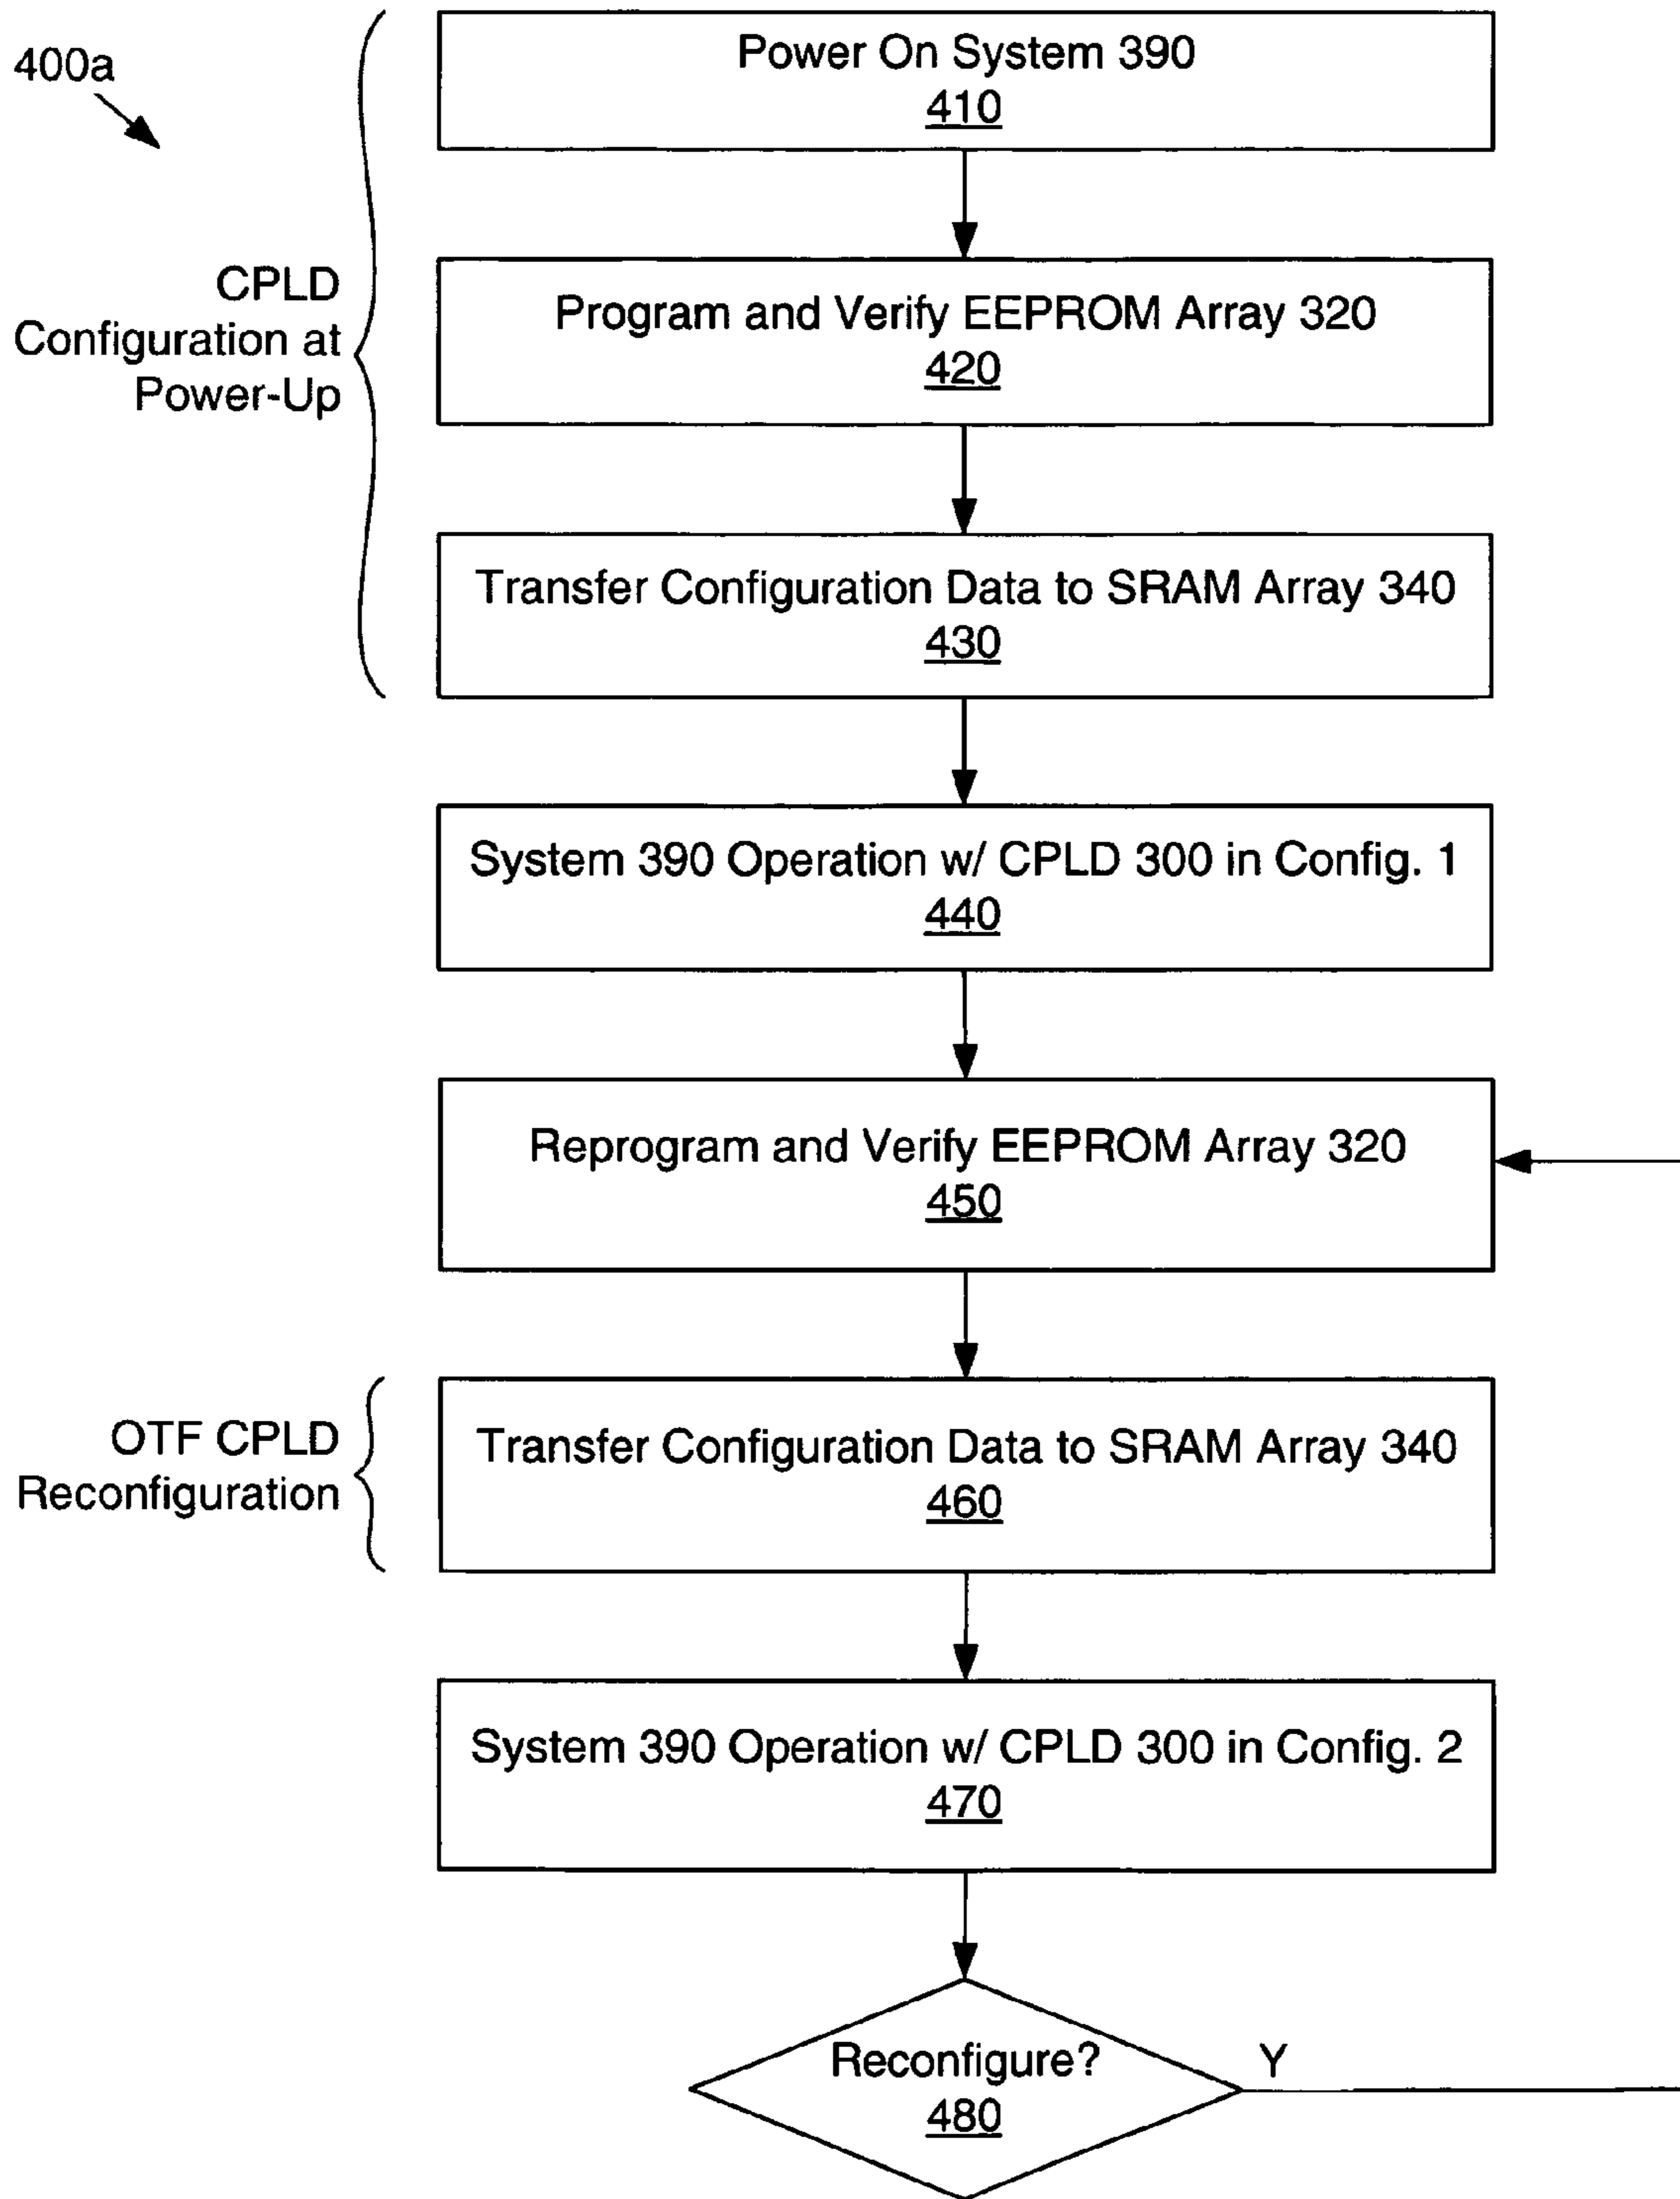 400a
Power On System 390
410
CPLD
Configuration at
Power-Up
Program and Verify EEPROM Array 320
420
Transfer Configuration Data to SRAM Array 340
430
System 390 Operation w/ CPLD 300 in Config. 1
440
Reprogram and Verify EEPROM Array 320
450
OTF CPLD
Reconfiguration
Transfer Configuration Data to SRAM Array 340
460
System 390 Operation w/ CPLD 300 in Config. 2
470
Reconfigure?
480
Y